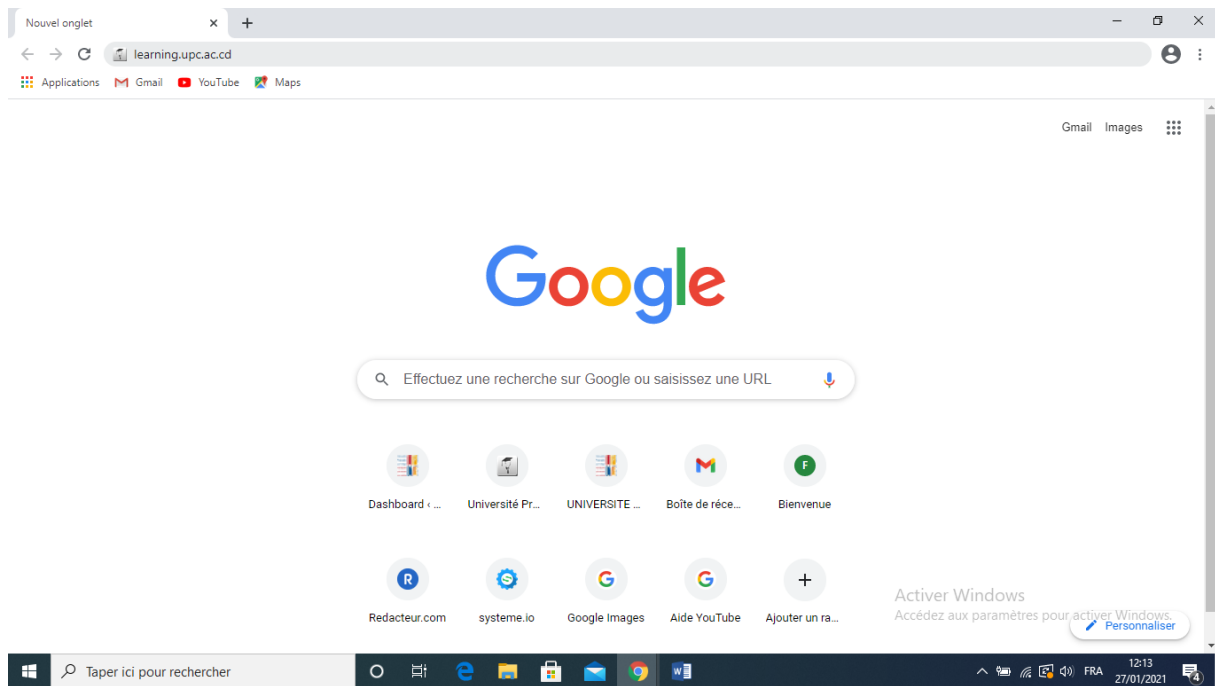 Nouvel onglet
learning.upc.ac.cd
Applications Gmail YouTube Maps
Gmail Images
Google
Effectuez une recherche sur Google ou saisissez une URL
F
Dashboard ‹ ... Université Pr... UNIVERSITE ... Boîte de réce... Bienvenue
R S G G
Redacteur.com systeme.io Google Images Aide YouTube Ajouter un ra...
Activer Windows
Accédez aux paramètres pour activer Windows.
Personnaliser
Taper ici pour rechercher
W
FRA
12:13
27/01/2021
4